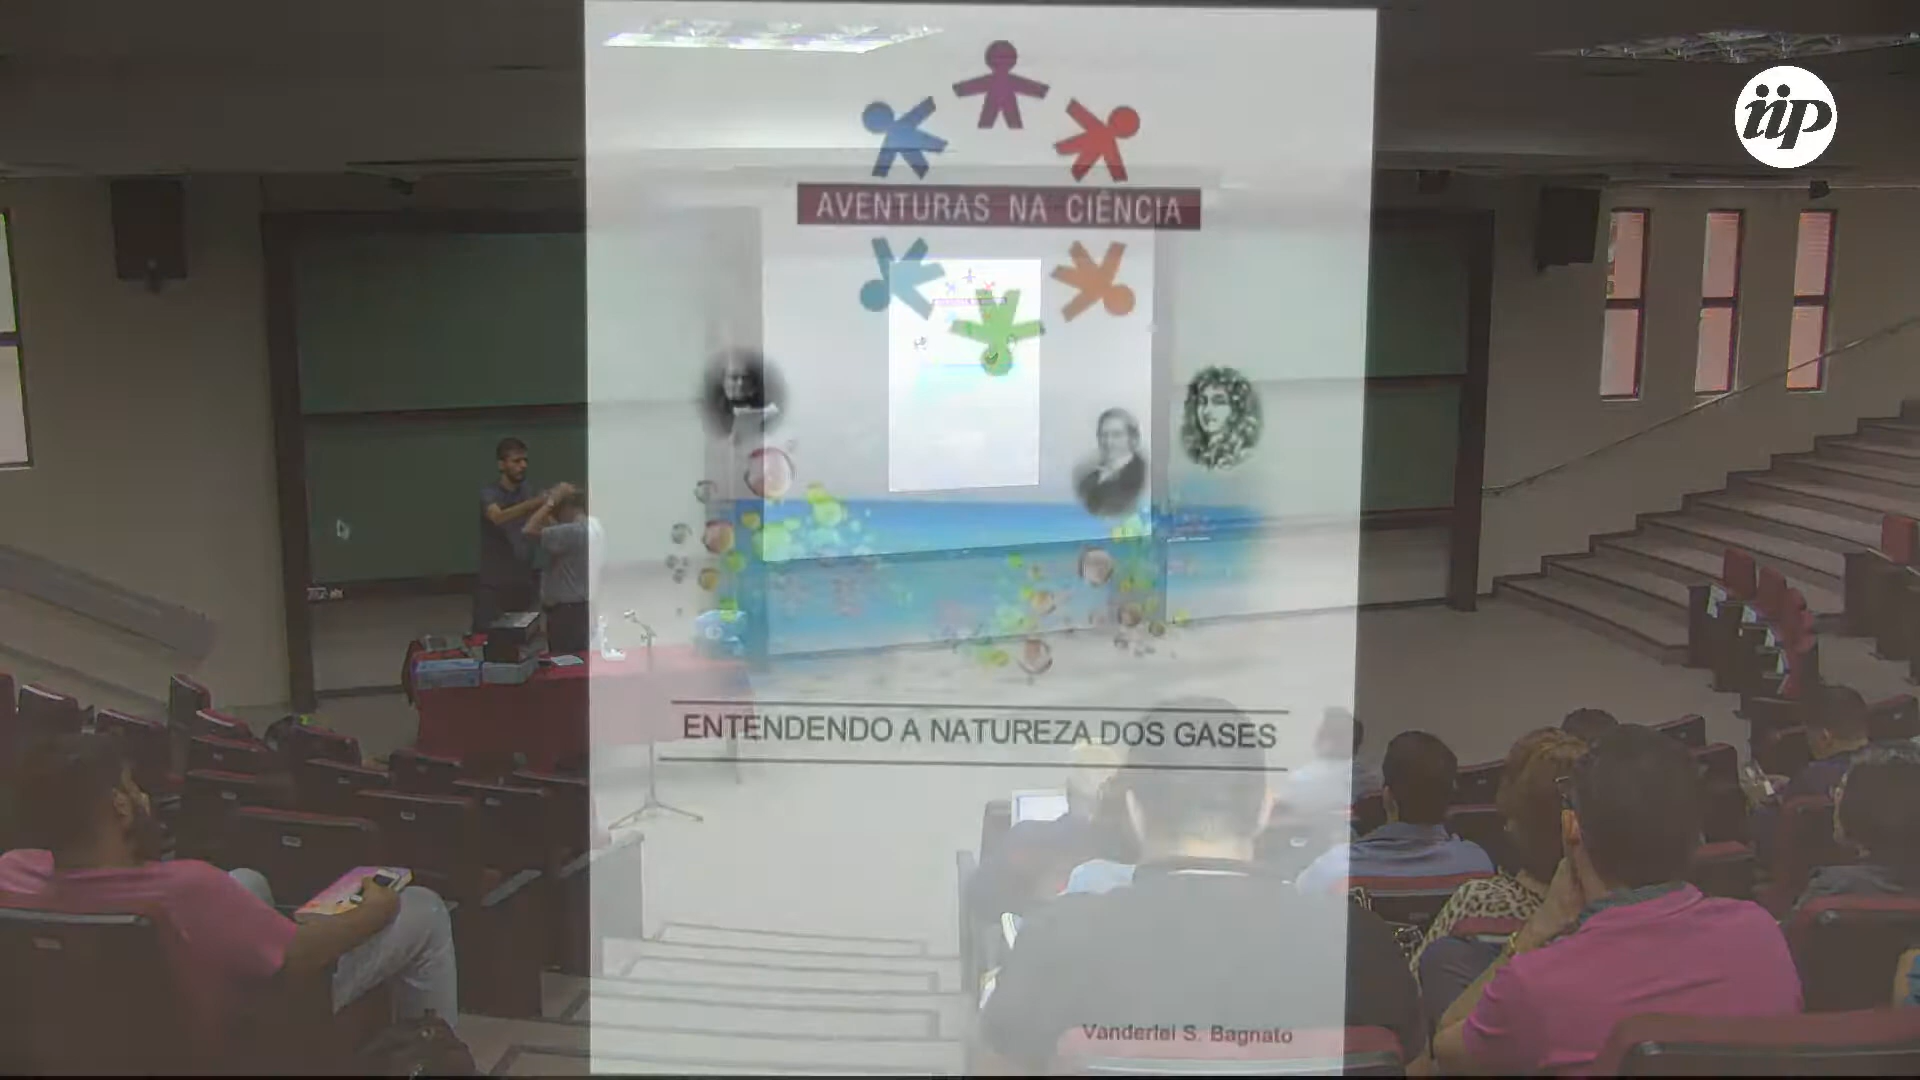 iip
AVENTURAS NA CIÊNCIA
ENTENDENDO A NATUREZA DOS GASES
Vanderlei S. Bagnato